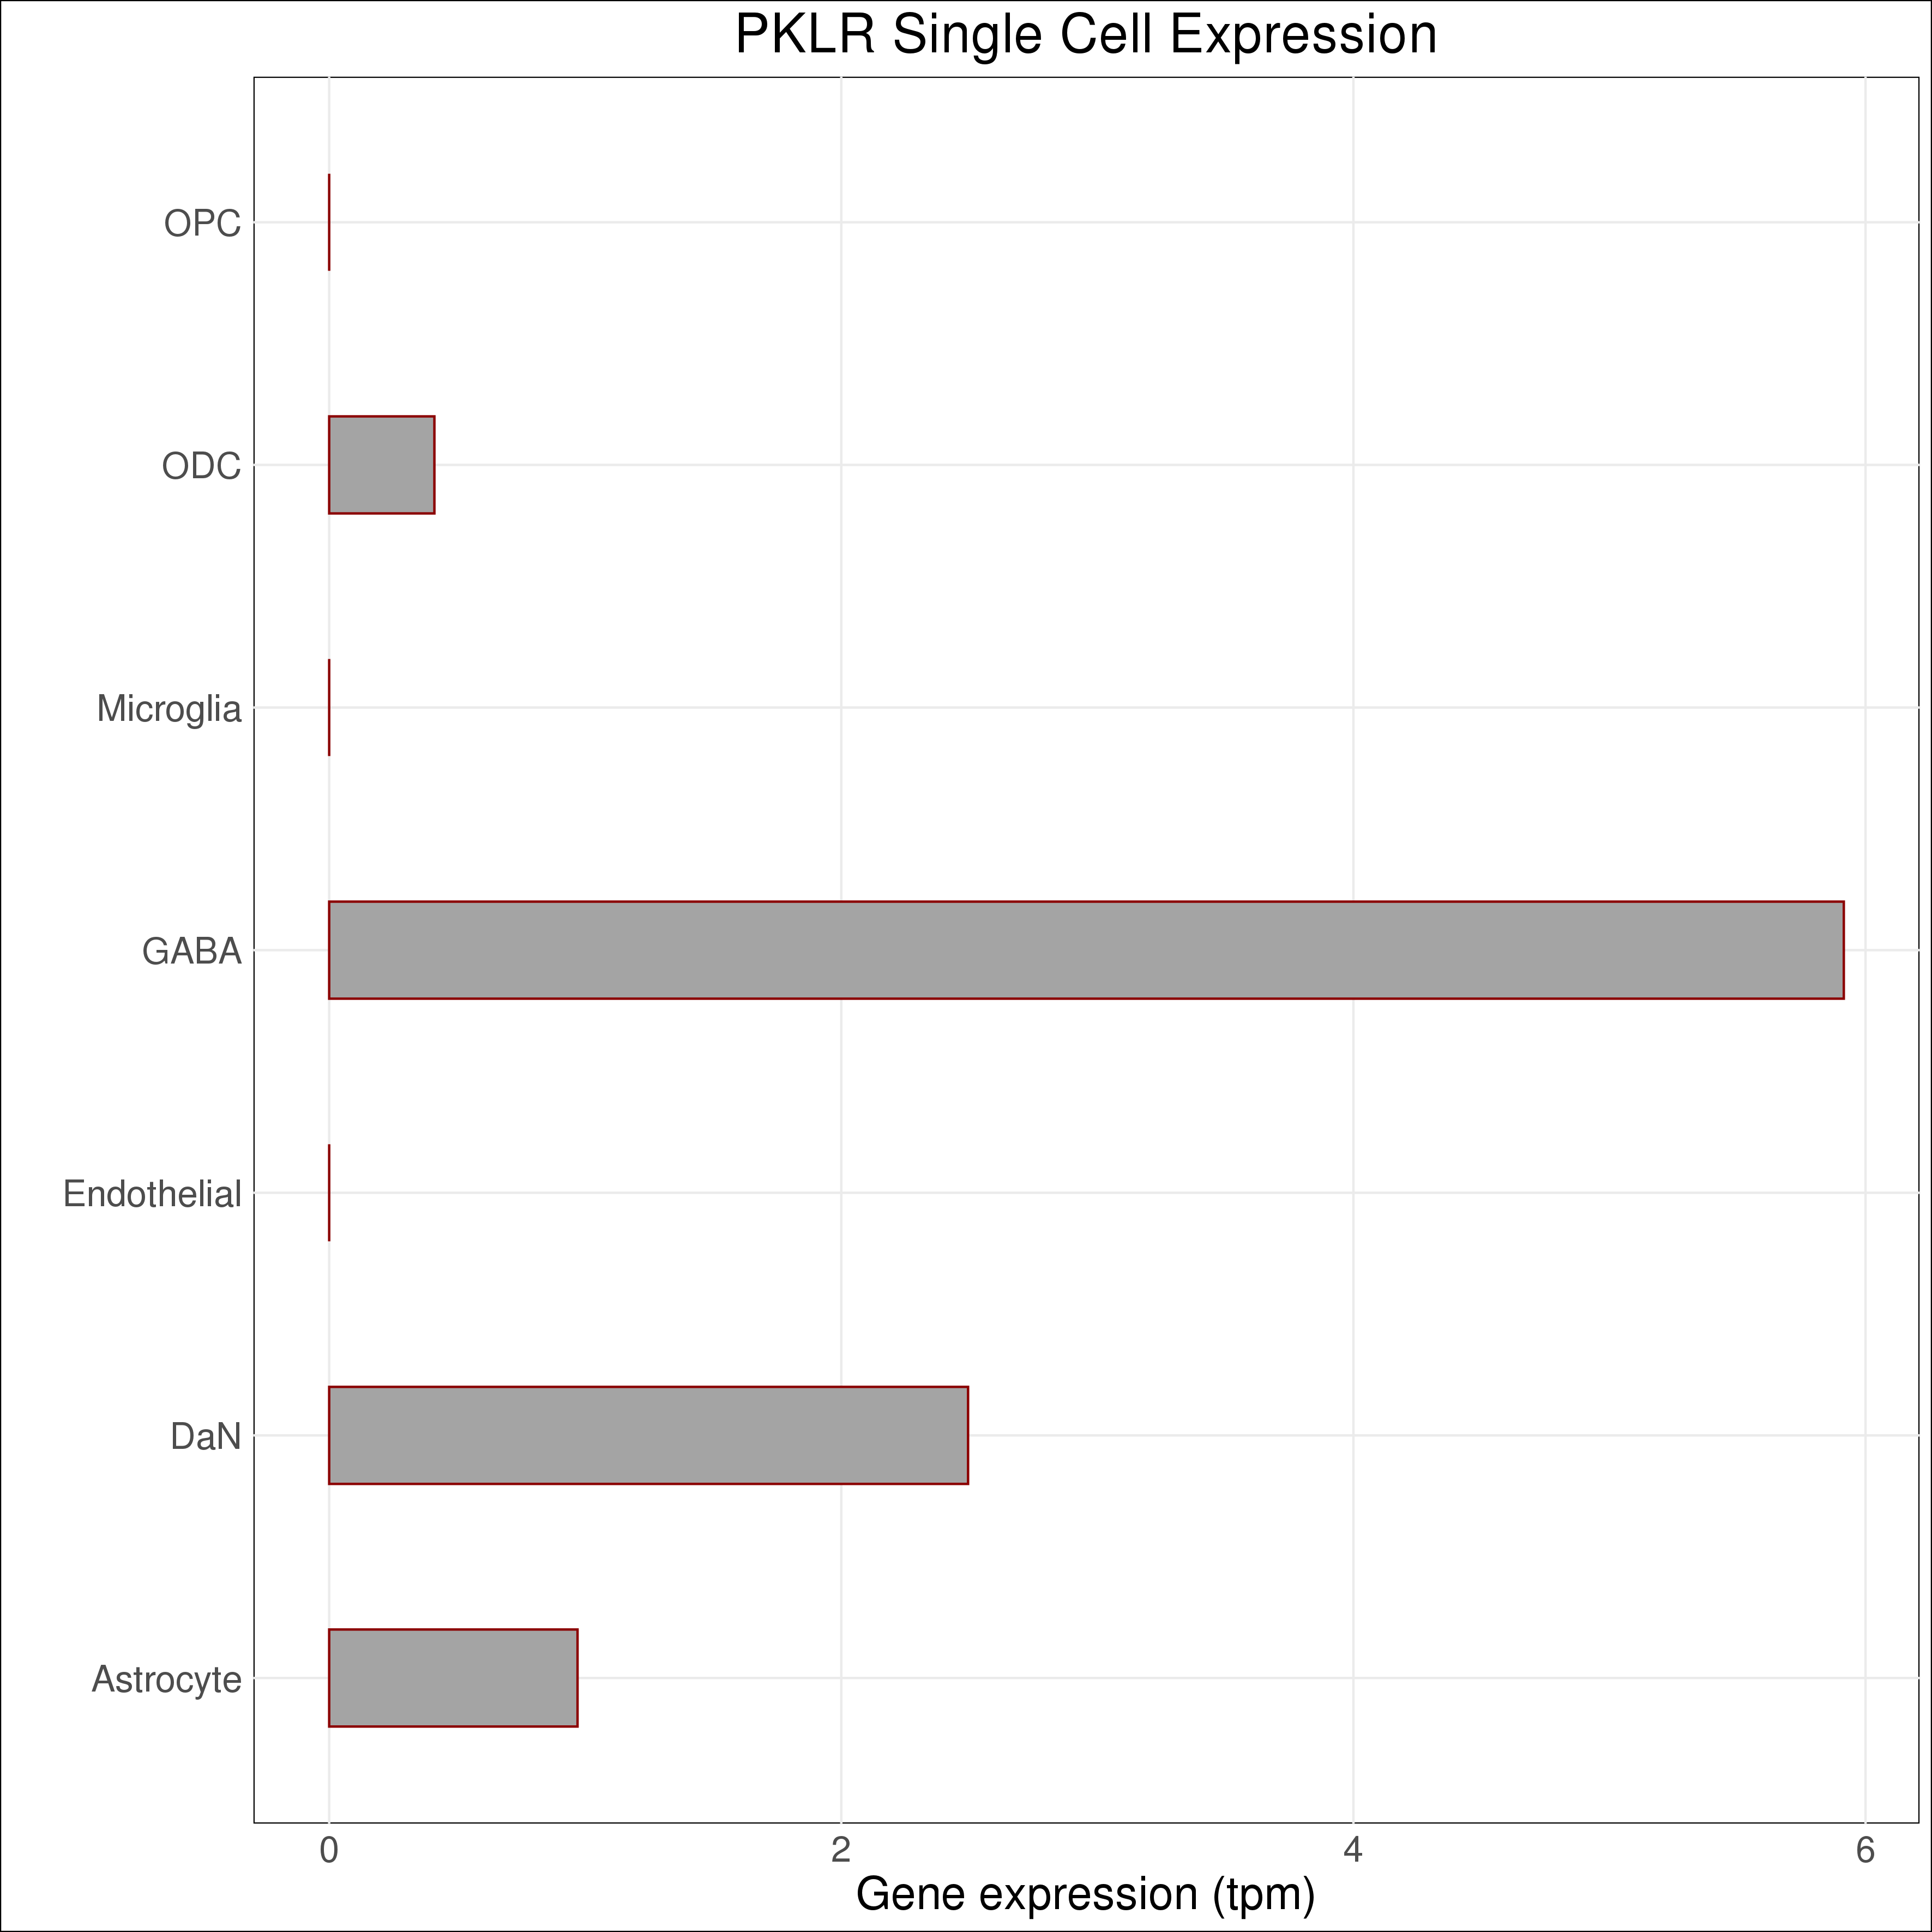 PKLR Single Cell Expression
OPC
ODC
Microglia
GABA
Endothelial
DaN
Astrocyte
0 2 4 6
Gene expression (tpm)